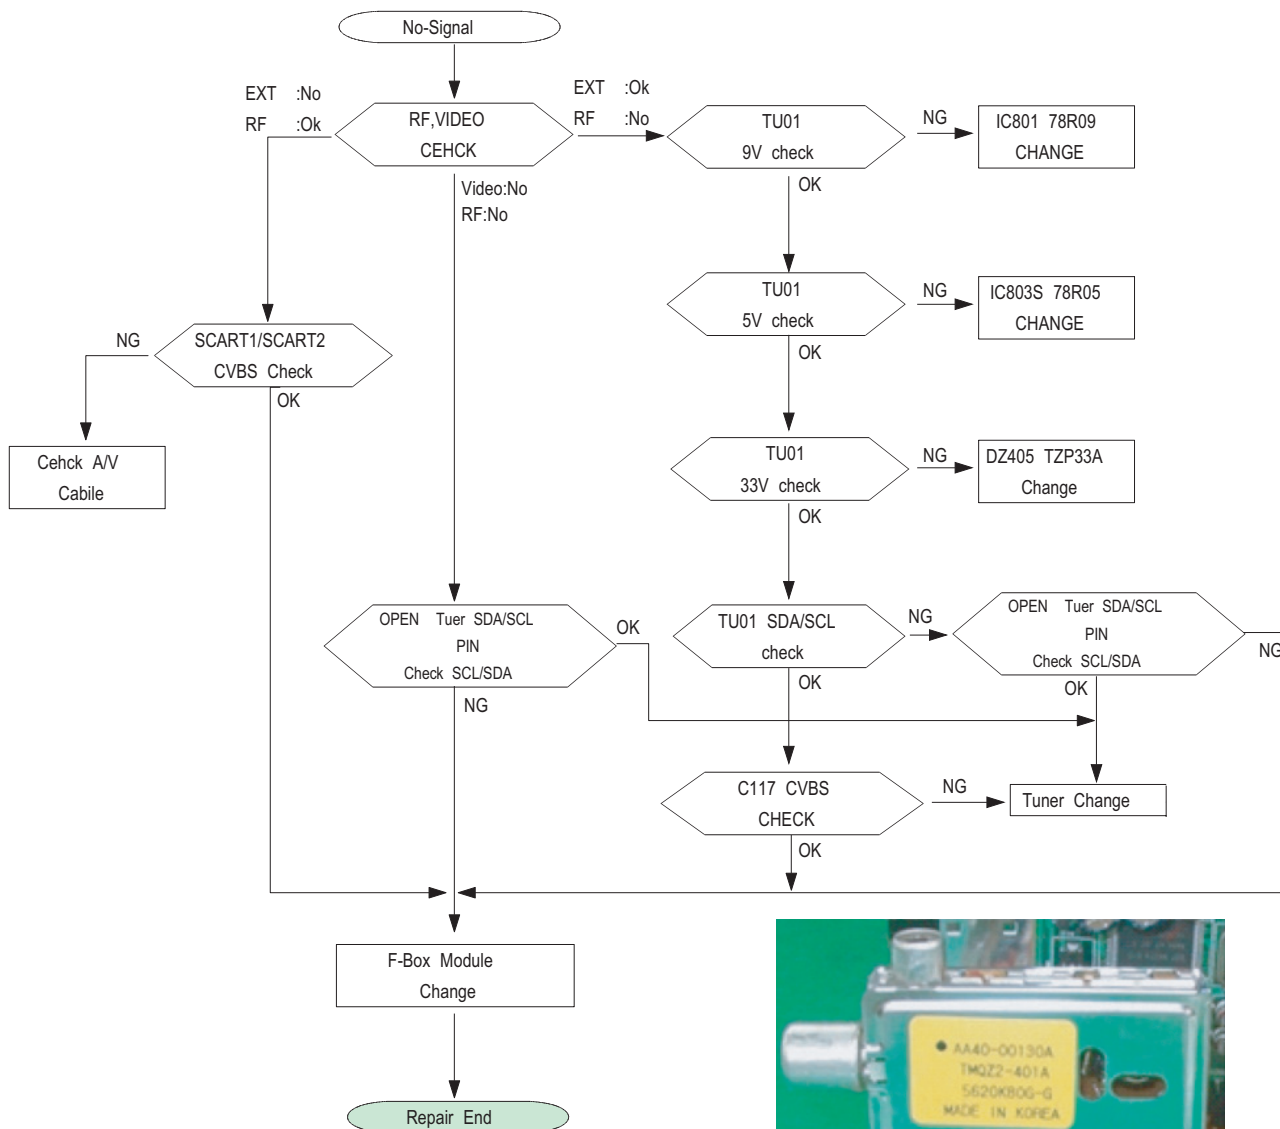 No-Signal
EXT :No
RF :Ok
RF,VIDEO
CEHCK
EXT :Ok
RF :No
TU01
9V check
NG
IC801 78R09
CHANGE
OK
Video:No
RF:No
TU01
5V check
NG
IC803S 78R05
CHANGE
OK
NG
SCART1/SCART2
CVBS Check
OK
Cehck A/V
Cabile
TU01
33V check
NG
DZ405 TZP33A
Change
OK
OPEN Tuer SDA/SCL
PIN
Check SCL/SDA
OK
NG
TU01 SDA/SCL
check
NG
OK
OPEN Tuer SDA/SCL
PIN
Check SCL/SDA
NG
OK
C117 CVBS
CHECK
NG
Tuner Change
OK
F-Box Module
Change
Repair End
AA40-00130A
TMQZ2-401A
5620KB0G-G
MADE IN KOREA